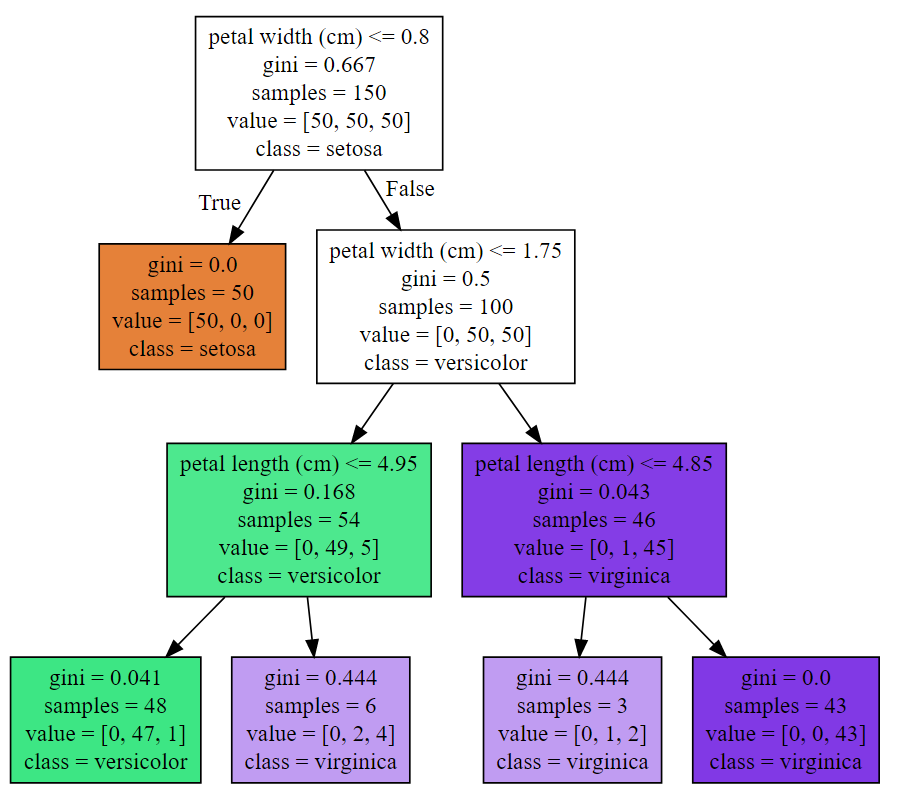 petal width (cm) <= 0.8
gini = 0.667
samples = 150
value = [50, 50, 50]
class = setosa
True
False
gini = 0.0
samples = 50
value = [50, 0, 0]
class = setosa
petal width (cm) <= 1.75
gini = 0.5
samples = 100
value = [0, 50, 50]
class = versicolor
petal length (cm) <= 4.95
gini = 0.168
samples = 54
value = [0, 49, 5]
class = versicolor
petal length (cm) <= 4.85
gini = 0.043
samples = 46
value = [0, 1, 45]
class = virginica
gini = 0.041
samples = 48
value = [0, 47, 1]
class = versicolor
gini = 0.444
samples = 6
value = [0, 2, 4]
class = virginica
gini = 0.444
samples = 3
value = [0, 1, 2]
class = virginica
gini = 0.0
samples = 43
value = [0, 0, 43]
class = virginica